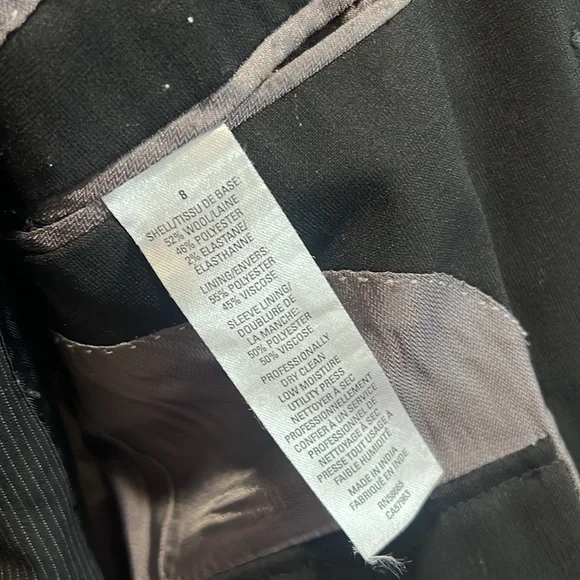 8
SHELL/TISSU DE BASE:
52% WOOL/LAINE
46% POLYESTER
2% ELASTANE/
ÉLASTHANNE
LINING/ENVERS:
55% POLYESTER
45% VISCOSE
SLEEVE LINING/
DOUBLURE DE
LA MANCHE:
50% POLYESTER
50% VISCOSE
PROFESSIONALLY
DRY CLEAN
LOW MOISTURE
UTILITY PRESS
NETTOYER À SEC
PROFESSIONNELLEMENT
CONFIER À UN SERVICE
PROFESSIONNEL DE
NETTOYAGE À SEC
PRESSE TOUT USAGE À
FAIBLE HUMIDITÉ
MADE IN INDIA
FABRIQUÉ EN INDE
RN58865
CA57963